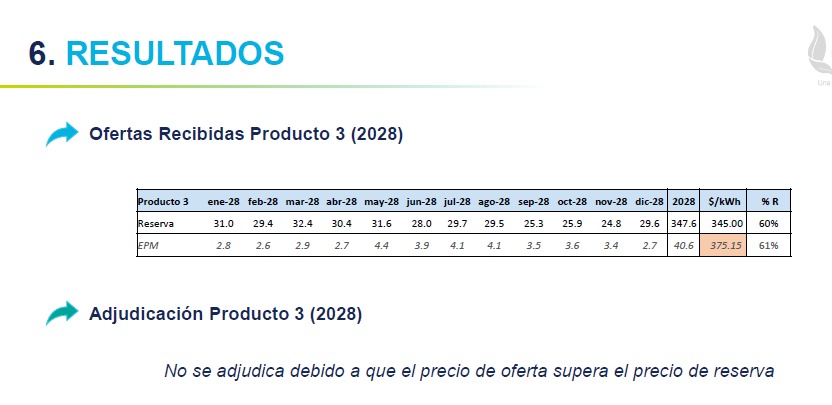 6. RESULTADOS
Una
Ofertas Recibidas Producto 3 (2028)
Producto 3 ene-28 feb-28 mar-28 abr-28 may-28 jun-28 jul-28 ago-28 sep-28 oct-28 nov-28 dic-28 2028 $/kWh % R
Reserva 31.0 29.4 32.4 30.4 31.6 28.0 29.7 29.5 25.3 25.9 24.8 29.6 347.6 345.00 60%
EPM 2.8 2.6 2.9 2.7 4.4 3.9 4.1 4.1 3.5 3.6 3.4 2.7 40.6 375.15 61%
Adjudicación Producto 3 (2028)
No se adjudica debido a que el precio de oferta supera el precio de reserva